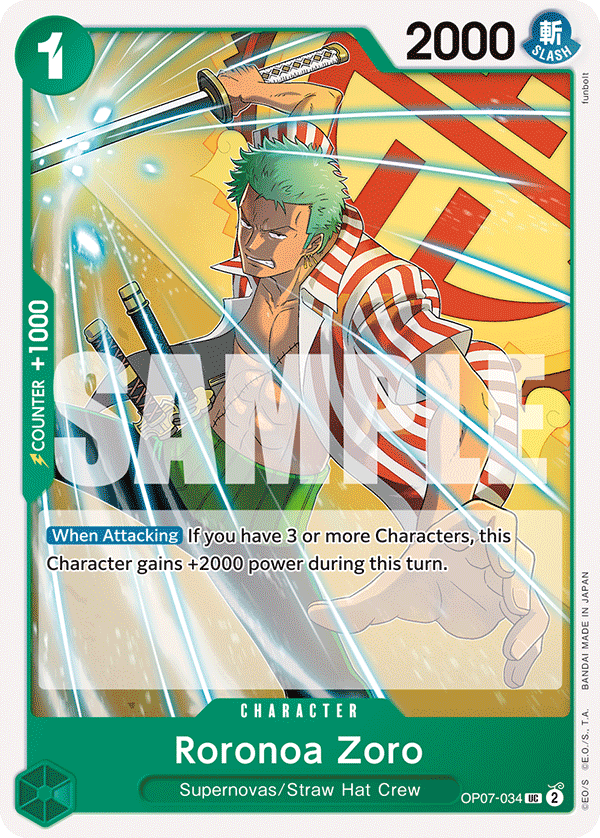 1
2000
斬
SLASH
funbolt
COUNTER +1000
SAMPLE
When Attacking If you have 3 or more Characters, this
Character gains +2000 power during this turn.
CHARACTER
Roronoa Zoro
Supernovas/Straw Hat Crew
OP07-034 UC 2
©E.O/S ©E.O./S., T.A. BANDAI MADE IN JAPAN